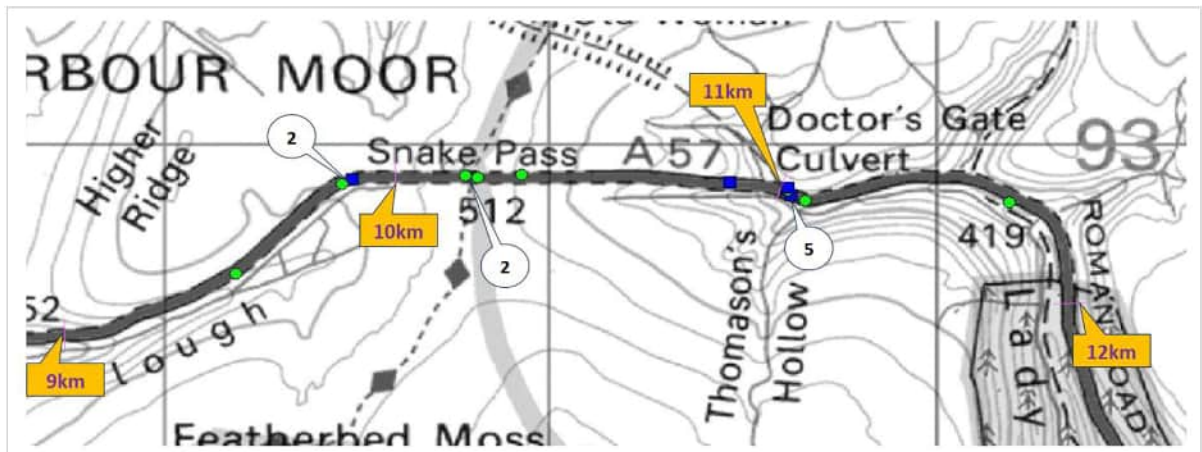 RBOUR MOOR
Higher
Ridge
2
Snake Pass
A 57
11km
Doctor's Gate
Culvert
93
10km
512
2
5
419
ROMAN ROAD
52
9km
lough
Thomason's
Hollow
Lady
12km
Featherbed Moss